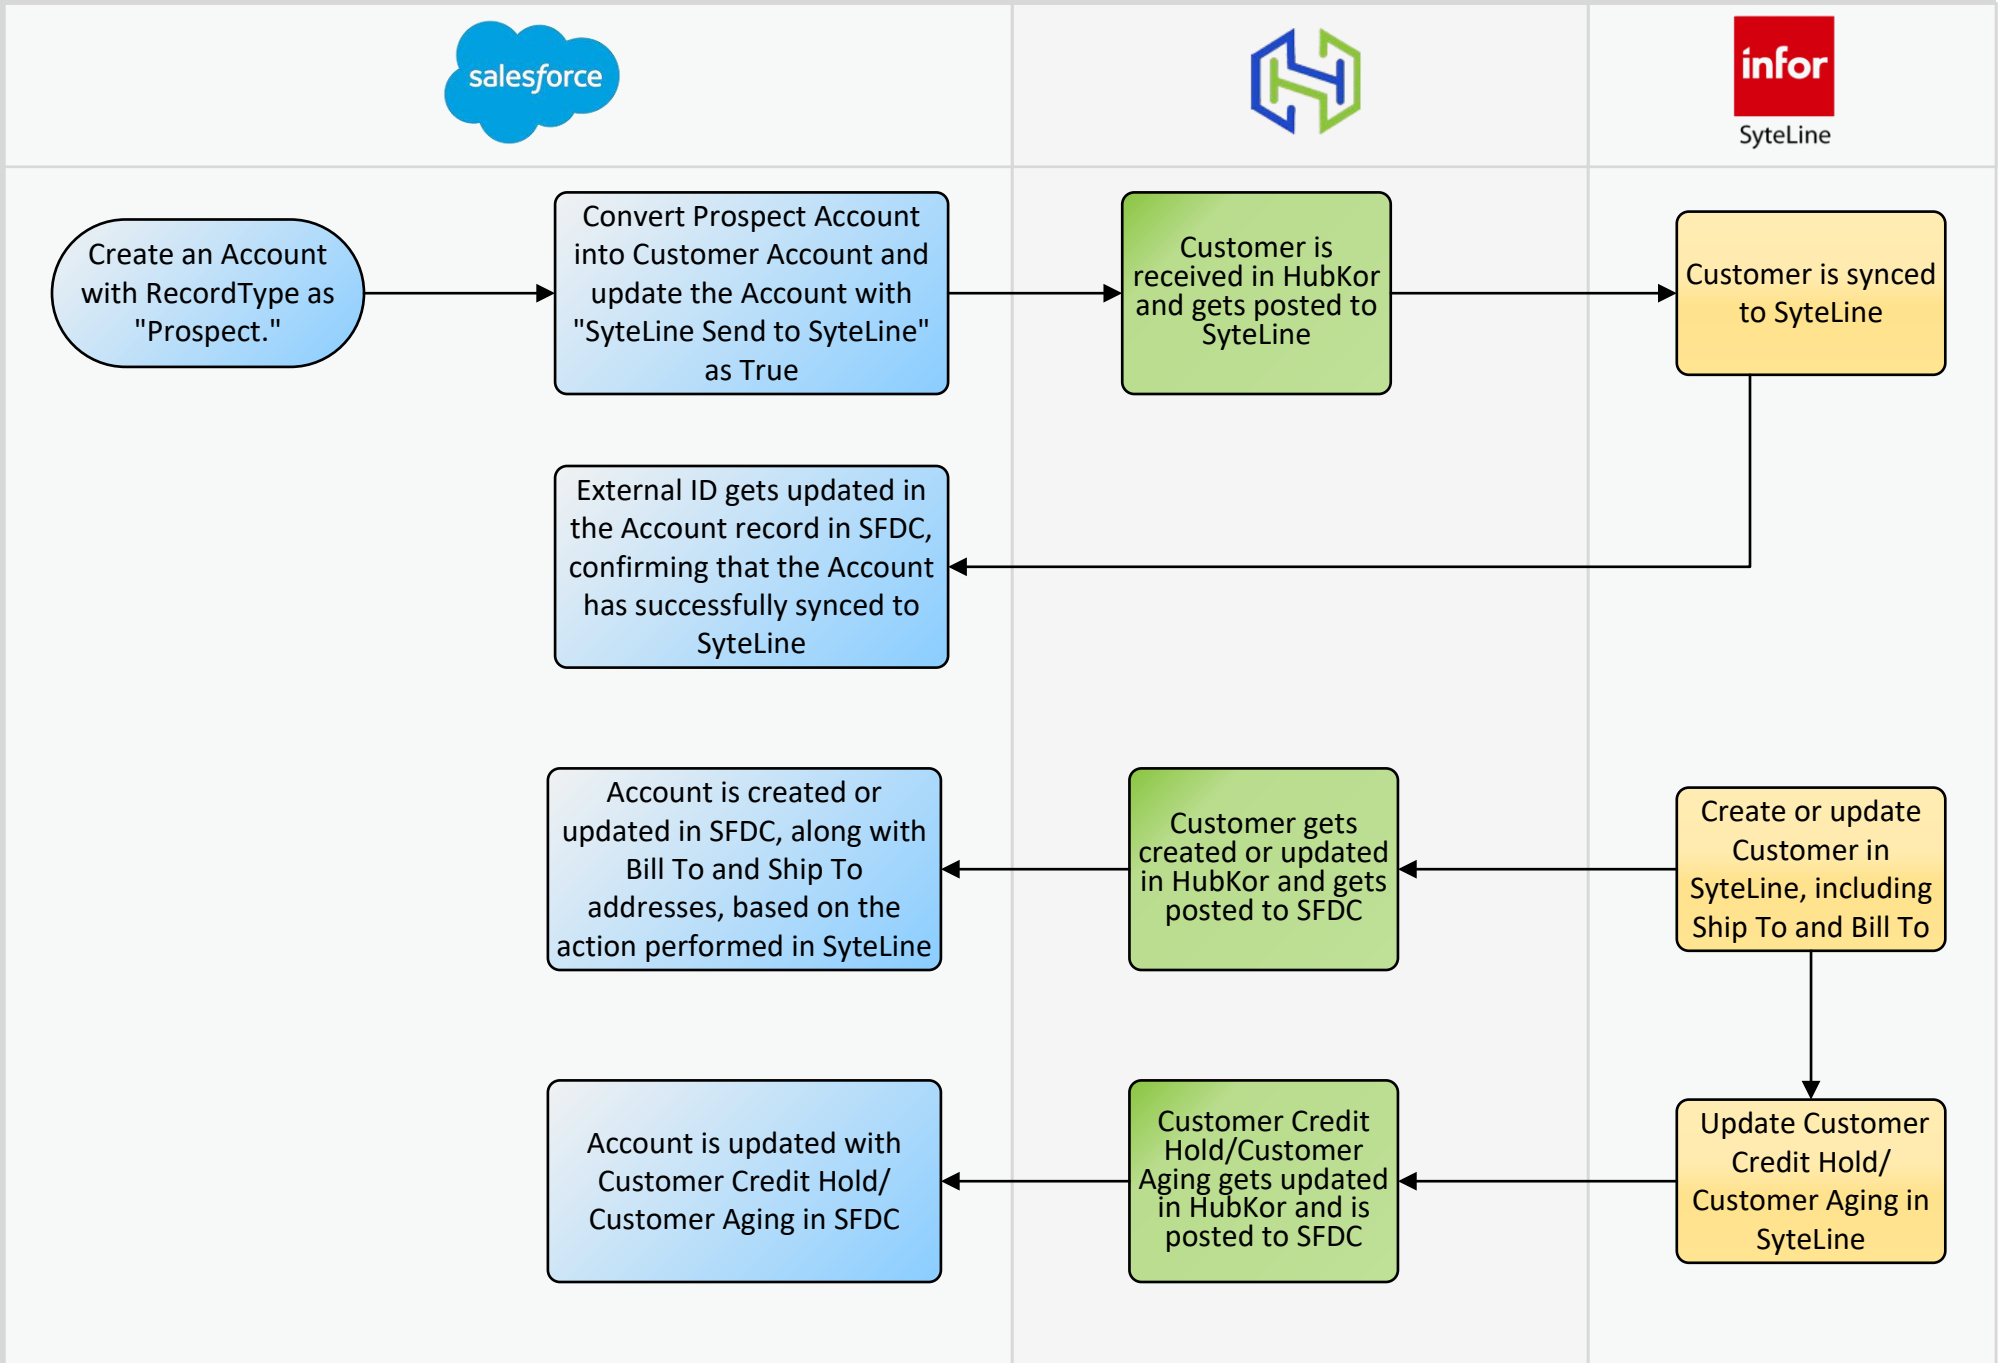 salesforce
infor
SyteLine
Create an Account
with RecordType as
"Prospect."
Convert Prospect Account
into Customer Account and
update the Account with
"SyteLine Send to SyteLine"
as True
Customer is
received in HubKor
and gets posted to
SyteLine
Customer is synced
to SyteLine
External ID gets updated in
the Account record in SFDC,
confirming that the Account
has successfully synced to
SyteLine
Account is created or
updated in SFDC, along with
Bill To and Ship To
addresses, based on the
action performed in SyteLine
Customer gets
created or updated
in HubKor and gets
posted to SFDC
Create or update
Customer in
SyteLine, including
Ship To and Bill To
Account is updated with
Customer Credit Hold/
Customer Aging in SFDC
Customer Credit
Hold/Customer
Aging gets updated
in HubKor and is
posted to SFDC
Update Customer
Credit Hold/
Customer Aging in
SyteLine